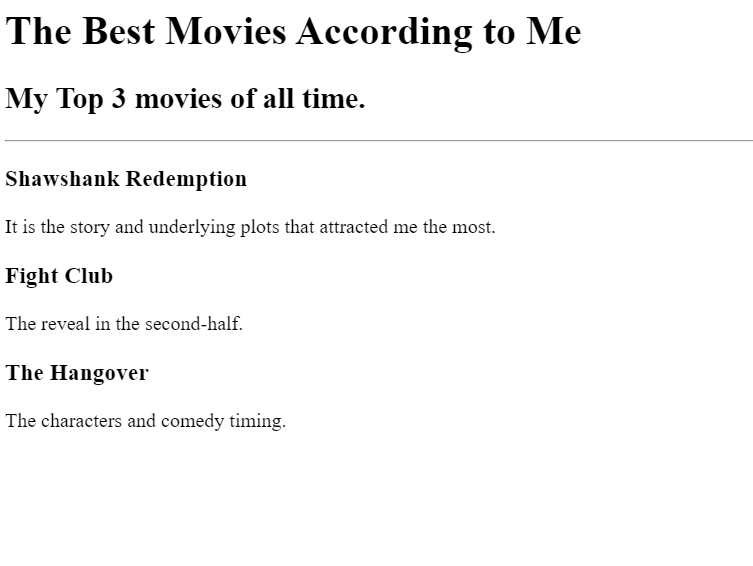 The Best Movies According to Me
My Top 3 movies of all time.
Shawshank Redemption
It is the story and underlying plots that attracted me the most.
Fight Club
The reveal in the second-half.
The Hangover
The characters and comedy timing.